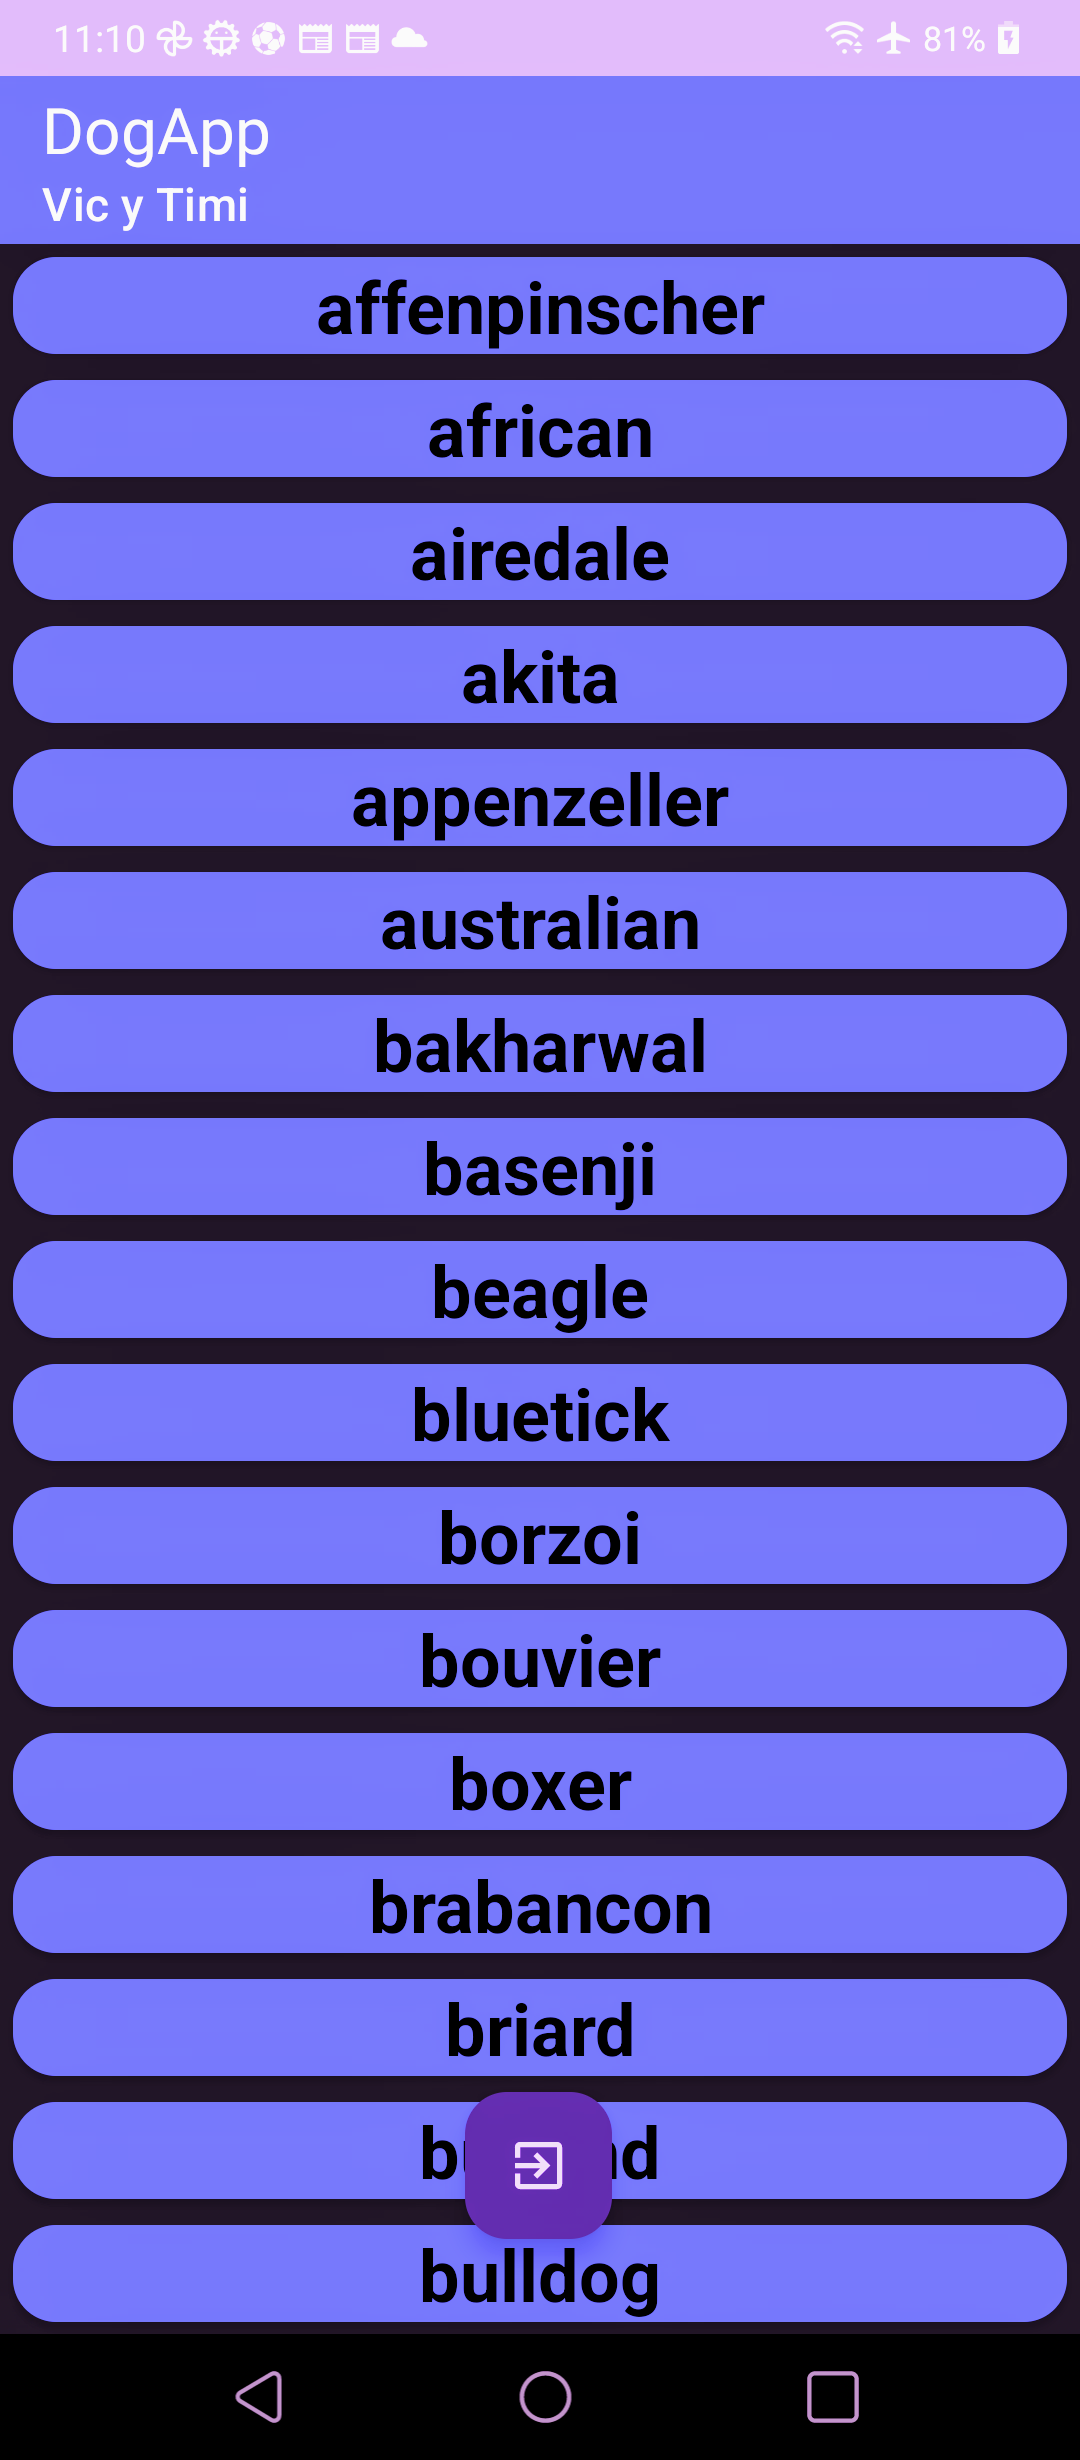 11:10 81%
DogApp
Vic y Timi
affenpinscher
african
airedale
akita
appenzeller
australian
bakharwal
basenji
beagle
bluetick
borzoi
bouvier
boxer
brabancon
briard
bulldog